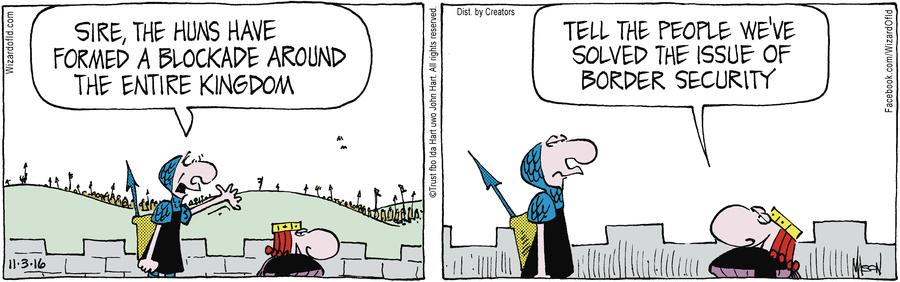 SIRE, THE HUNS HAVE
FORMED A BLOCKADE AROUND
THE ENTIRE KINGDOM
WizardofId.com
11·3·16
©Trust fbo Ida Hart uwo John Hart. All rights reserved.
Dist. by Creators
TELL THE PEOPLE WE'VE
SOLVED THE ISSUE OF
BORDER SECURITY
Facebook.com/WizardOfId